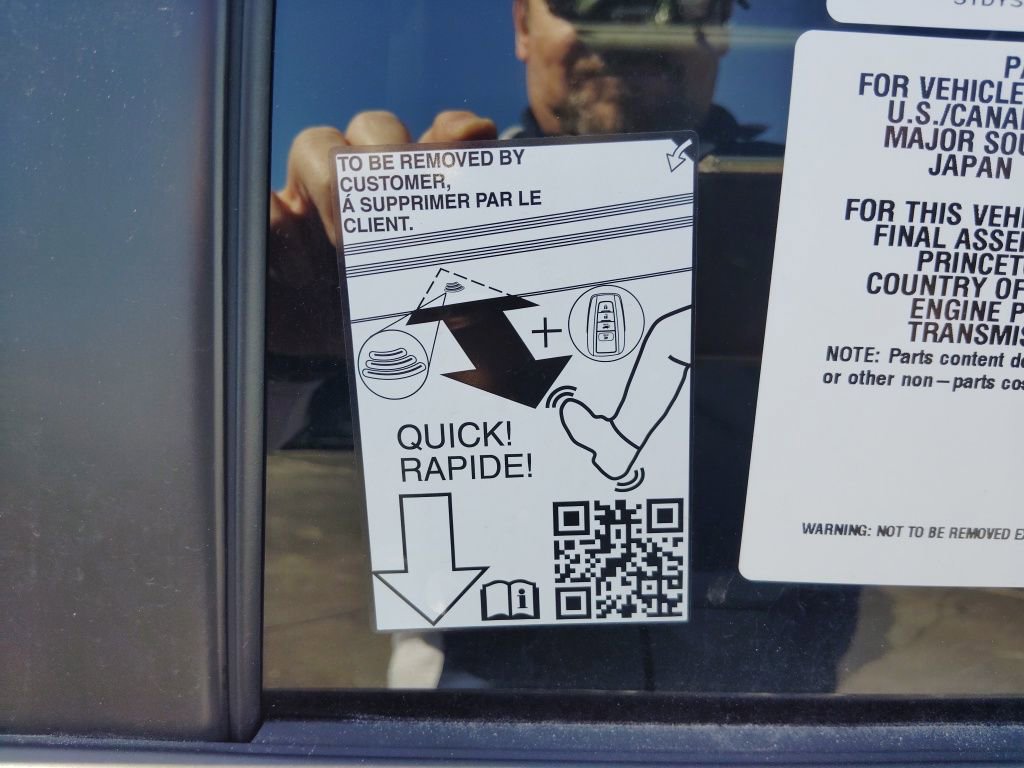 TO BE REMOVED BY
CUSTOMER,
Á SUPPRIMER PAR LE
CLIENT.
QUICK!
RAPIDE!
FOR VEHICLE
U.S./CANA
MAJOR SOU
JAPAN
FOR THIS VEHI
FINAL ASSE
PRINCET
COUNTRY OF
ENGINE P
TRANSMIS
NOTE: Parts content
or other non–parts
WARNING: NOT TO BE REMOVED